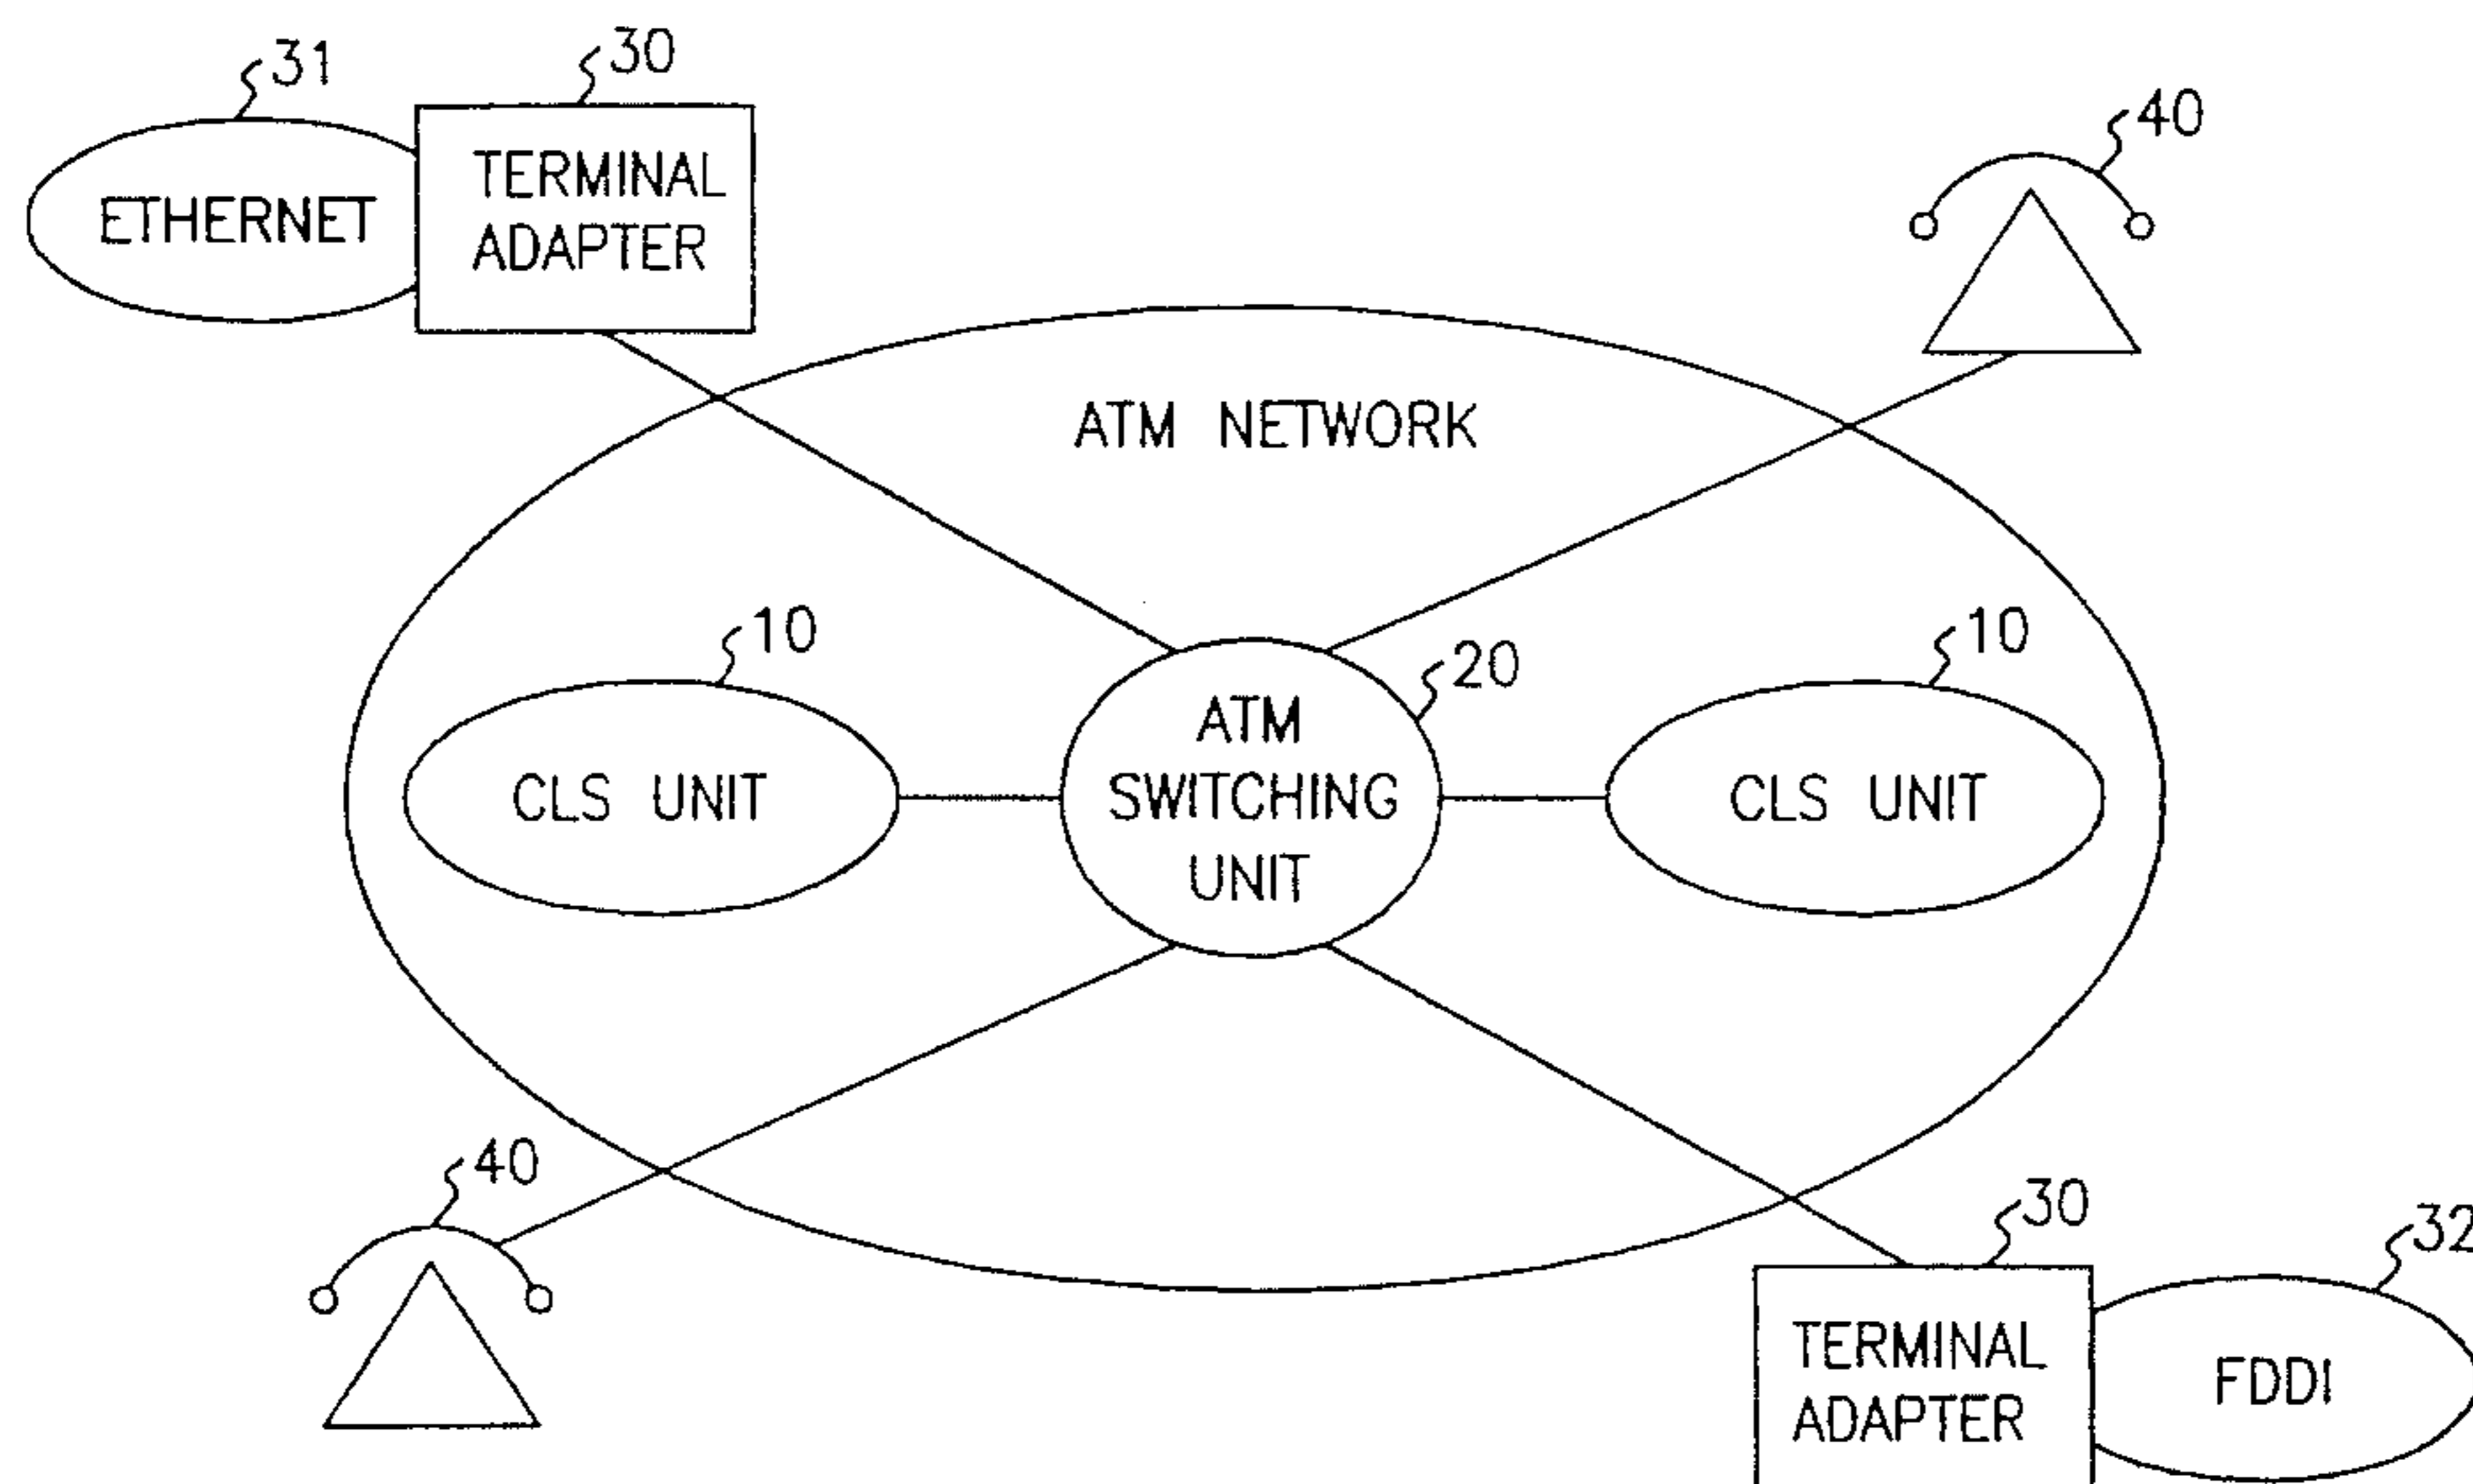 31
30
ETHERNET
TERMINAL
ADAPTER
40
ATM NETWORK
10
20
10
CLS UNIT
ATM
SWITCHING
UNIT
CLS UNIT
40
30
32
TERMINAL
ADAPTER
FDDI